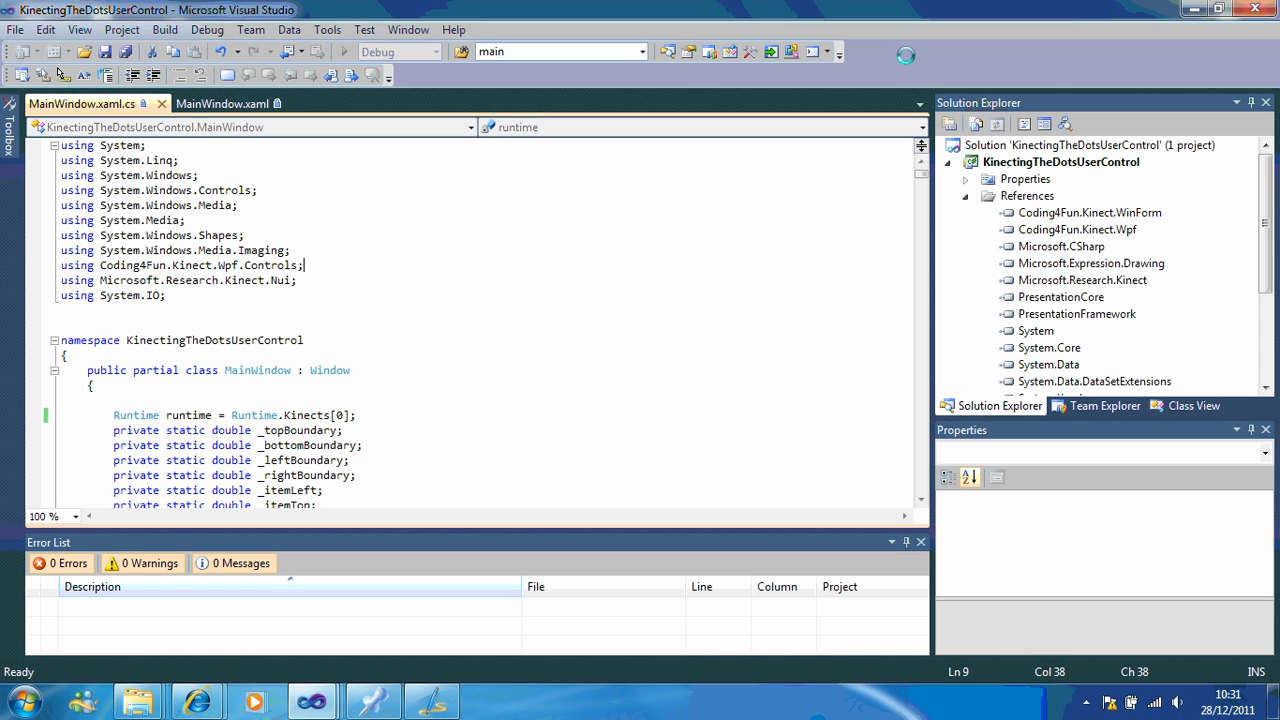 KinectingTheDotsUserControl - Microsoft Visual Studio
File Edit View Project Build Debug Team Data Tools Test Window Help
Debug main
MainWindow.xaml.cs MainWindow.xaml
Toolbox
KinectingTheDotsUserControl.MainWindow runtime
using System;
using System.Linq;
using System.Windows;
using System.Windows.Controls;
using System.Windows.Media;
using System.Media;
using System.Windows.Shapes;
using System.Windows.Media.Imaging;
using Coding4Fun.Kinect.Wpf.Controls;
using Microsoft.Research.Kinect.Nui;
using System.IO;
namespace KinectingTheDotsUserControl
{
public partial class MainWindow : Window
{
Runtime runtime = Runtime.Kinects[0];
private static double _topBoundary;
private static double _bottomBoundary;
private static double _leftBoundary;
private static double _rightBoundary;
private static double _itemLeft;
private static double _itemTop;
100 %
Solution Explorer
Solution 'KinectingTheDotsUserControl' (1 project)
KinectingTheDotsUserControl
Properties
References
Coding4Fun.Kinect.WinForm
Coding4Fun.Kinect.Wpf
Microsoft.CSharp
Microsoft.Expression.Drawing
Microsoft.Research.Kinect
PresentationCore
PresentationFramework
System
System.Core
System.Data
System.Data.DataSetExtensions
Solution Explorer Team Explorer Class View
Properties
Error List
0 Errors 0 Warnings 0 Messages
Description File Line Column Project
Ready Ln 9 Col 38 Ch 38 INS
10:31
28/12/2011